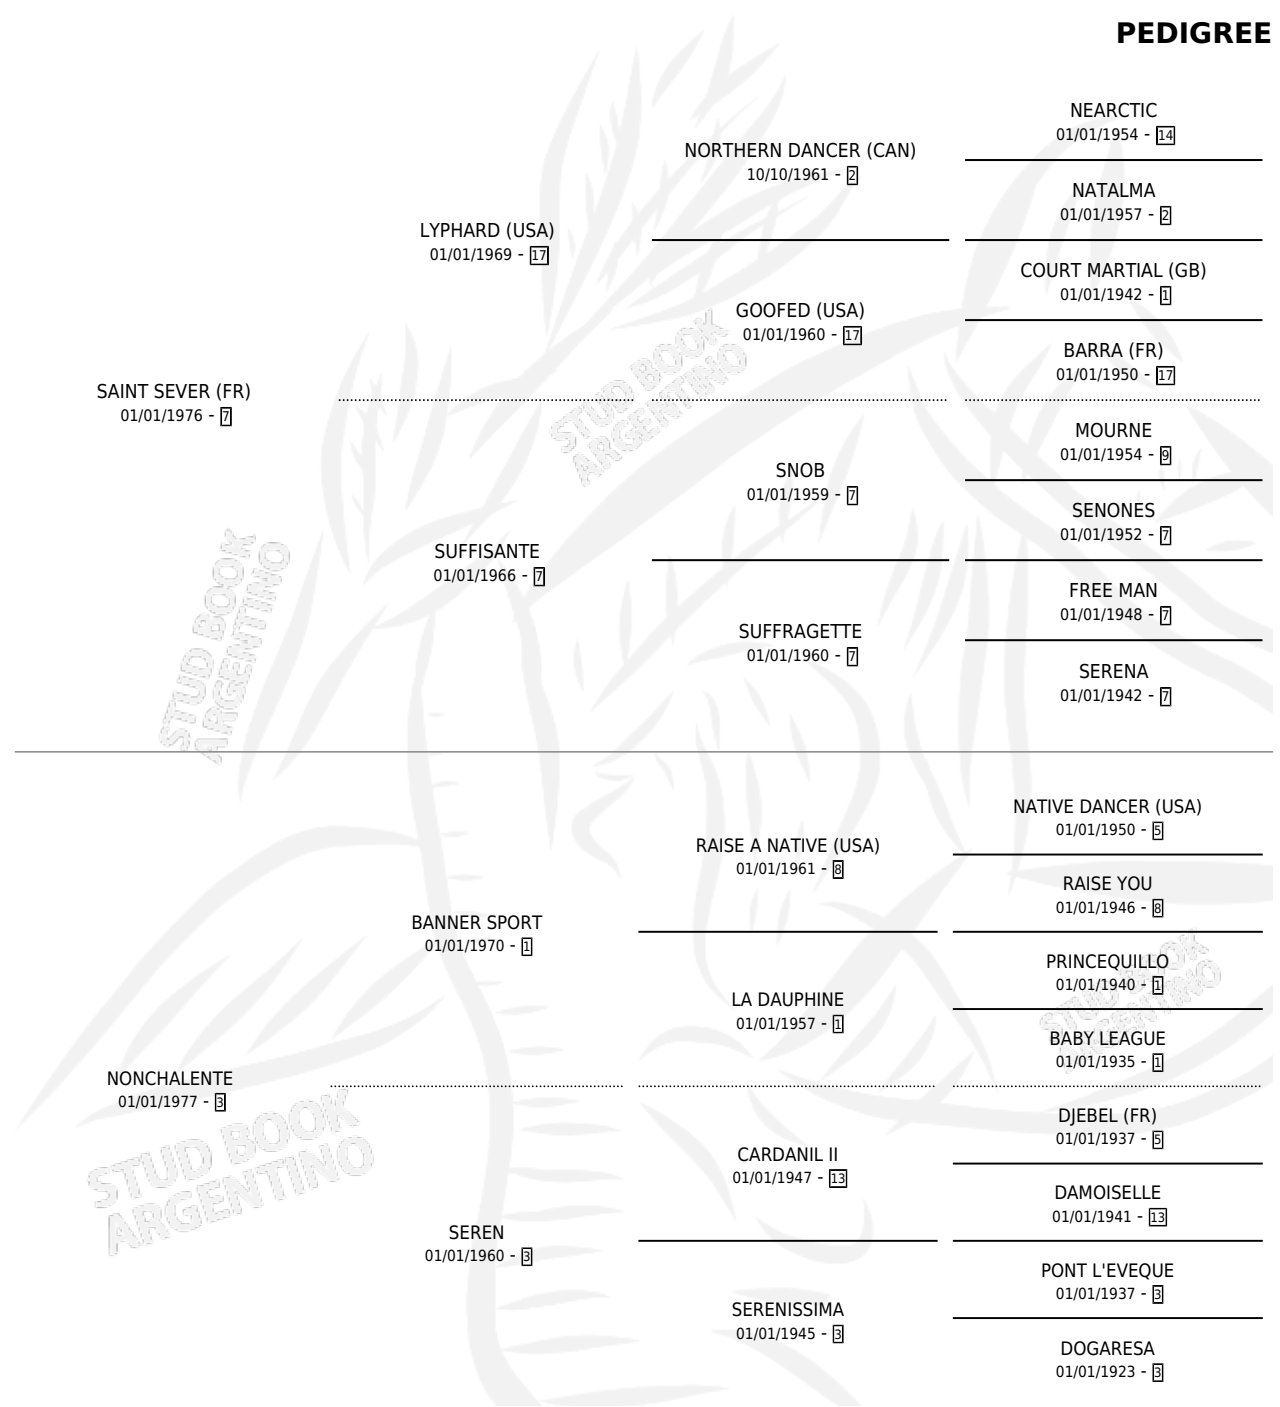 PEDIGREE
NEARCTIC
01/01/1954 - 14
NORTHERN DANCER (CAN)
10/10/1961 - 2
NATALMA
01/01/1957 - 2
LYPHARD (USA)
01/01/1969 - 17
COURT MARTIAL (GB)
01/01/1942 - 1
GOOFED (USA)
01/01/1960 - 17
BARRA (FR)
01/01/1950 - 17
SAINT SEVER (FR)
01/01/1976 - 7
MOURNE
01/01/1954 - 9
SNOB
01/01/1959 - 7
SENONES
01/01/1952 - 7
SUFFISANTE
01/01/1966 - 7
FREE MAN
01/01/1948 - 7
SUFFRAGETTE
01/01/1960 - 7
SERENA
01/01/1942 - 7
NATIVE DANCER (USA)
01/01/1950 - 5
RAISE A NATIVE (USA)
01/01/1961 - 8
RAISE YOU
01/01/1946 - 8
BANNER SPORT
01/01/1970 - 1
PRINCEQUILLO
01/01/1940 - 1
LA DAUPHINE
01/01/1957 - 1
BABY LEAGUE
01/01/1935 - 1
NONCHALENTE
01/01/1977 - 3
DJEBEL (FR)
01/01/1937 - 5
CARDANIL II
01/01/1947 - 13
DAMOISELLE
01/01/1941 - 13
SEREN
01/01/1960 - 3
PONT L'EVEQUE
01/01/1937 - 3
SERENISSIMA
01/01/1945 - 3
DOGARESA
01/01/1923 - 3
STUD BOOK
ARGENTINO
STUD BOOK
ARGENTINO
STUD BOOK
ARGENTINO
STUD BOOK
ARGENTINO